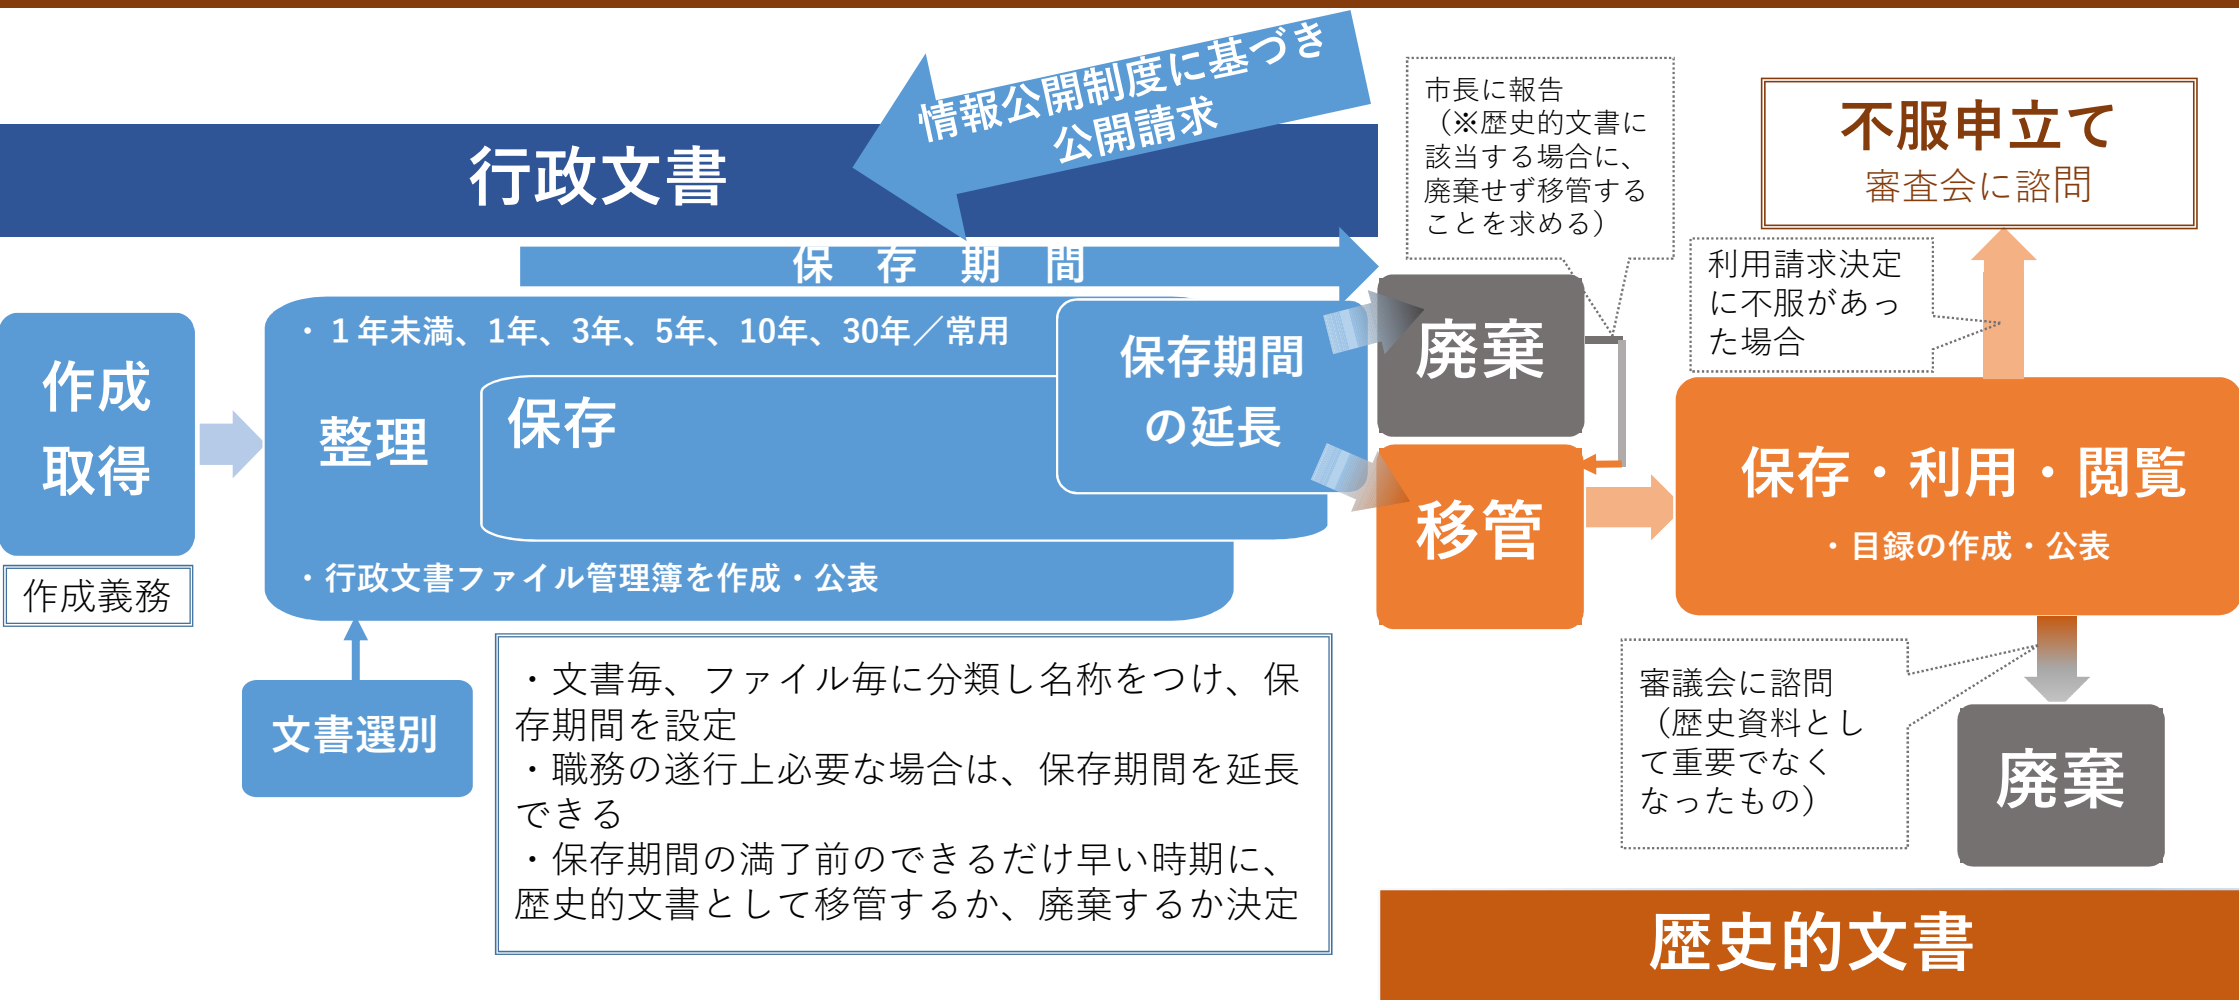 情報公開制度に基づき
公開請求
行政文書
保　存　期　間
作成
取得
作成義務
・１年未満、1年、3年、5年、10年、30年／常用
整理
保存
保存期間
の延長
・行政文書ファイル管理簿を作成・公表
文書選別
・文書毎、ファイル毎に分類し名称をつけ、保
存期間を設定
・職務の遂行上必要な場合は、保存期間を延長
できる
・保存期間の満了前のできるだけ早い時期に、
歴史的文書として移管するか、廃棄するか決定
市長に報告
（※歴史的文書に
該当する場合に、
廃棄せず移管する
ことを求める）
廃棄
移管
不服申立て
審査会に諮問
利用請求決定
に不服があっ
た場合
保存・利用・閲覧
・目録の作成・公表
審議会に諮問
（歴史資料とし
て重要でなく
なったもの）
廃棄
歴史的文書